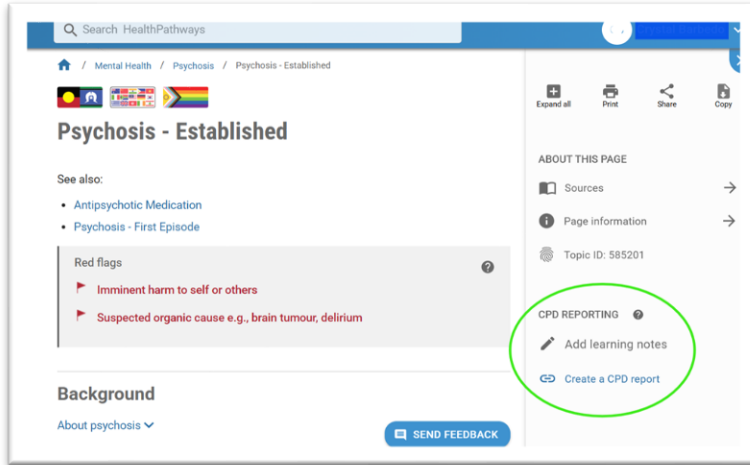 Search HealthPathways
/ Mental Health / Psychosis / Psychosis - Established
Psychosis - Established
See also:
• Antipsychotic Medication
• Psychosis - First Episode
Red flags
Imminent harm to self or others
Suspected organic cause e.g., brain tumour, delirium
Background
About psychosis
SEND FEEDBACK
Expand all Print Share Copy
ABOUT THIS PAGE
Sources
Page information
Topic ID: 585201
CPD REPORTING
Add learning notes
Create a CPD report